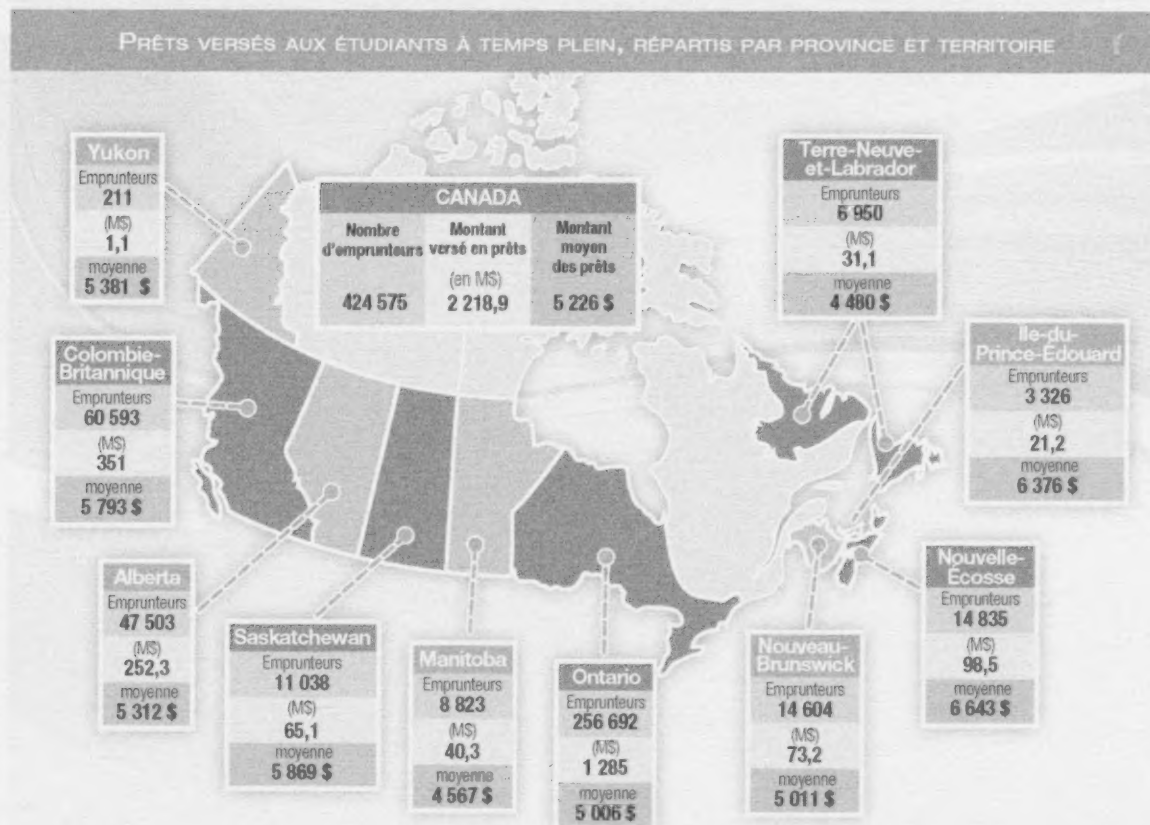 PRÊTS VERSÉS AUX ÉTUDIANTS À TEMPS PLEIN, RÉPARTIS PAR PROVINCE ET TERRITOIRE
Yukon
Emprunteurs
211
(M$)
1,1
moyenne
5 381 $
CANADA
Nombre d'emprunteurs
424 575
Montant versé en prêts
(en M$)
2 218,9
Montant moyen des prêts
5 226 $
Terre-Neuve-
et-Labrador
Emprunteurs
6 950
(M$)
31,1
moyenne
4 480 $
Ile-du-
Prince-Édouard
Emprunteurs
3 326
(M$)
21,2
moyenne
6 376 $
Colombie-
Britannique
Emprunteurs
60 593
(M$)
351
moyenne
5 793 $
Alberta
Emprunteurs
47 503
(M$)
252,3
moyenne
5 312 $
Saskatchewan
Emprunteurs
11 038
(M$)
65,1
moyenne
5 869 $
Manitoba
Emprunteurs
8 823
(M$)
40,3
moyenne
4 567 $
Ontario
Emprunteurs
256 692
(M$)
1 285
moyenne
5 006 $
Nouveau-
Brunswick
Emprunteurs
14 604
(M$)
73,2
moyenne
5 011 $
Nouvelle-
Écosse
Emprunteurs
14 835
(M$)
98,5
moyenne
6 643 $